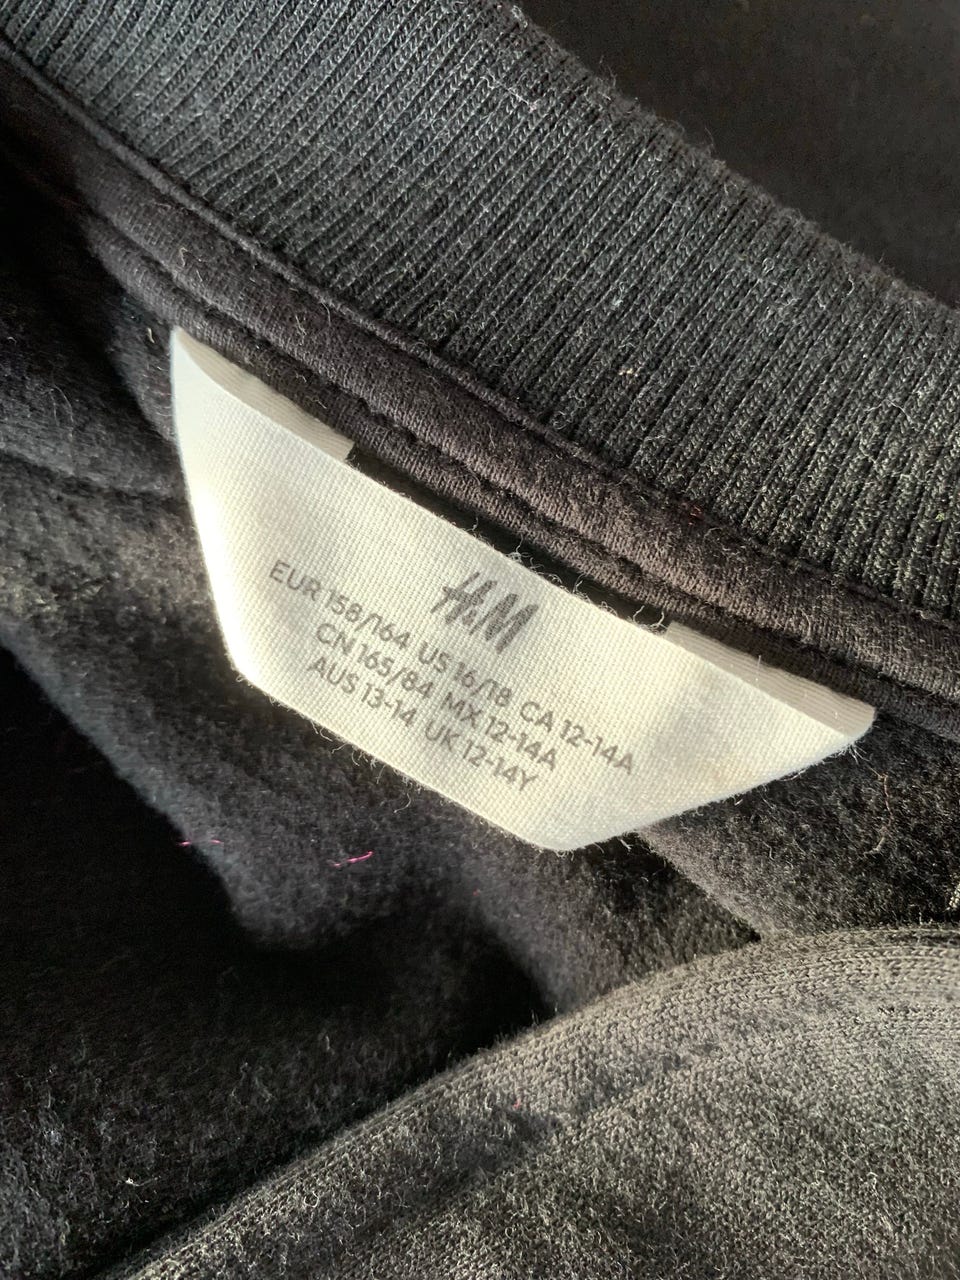 H&M
EUR 158/164 US 16/18 CA 12-14A
CN 165/84 MX 12-14A
AUS 13-14 UK 12-14Y